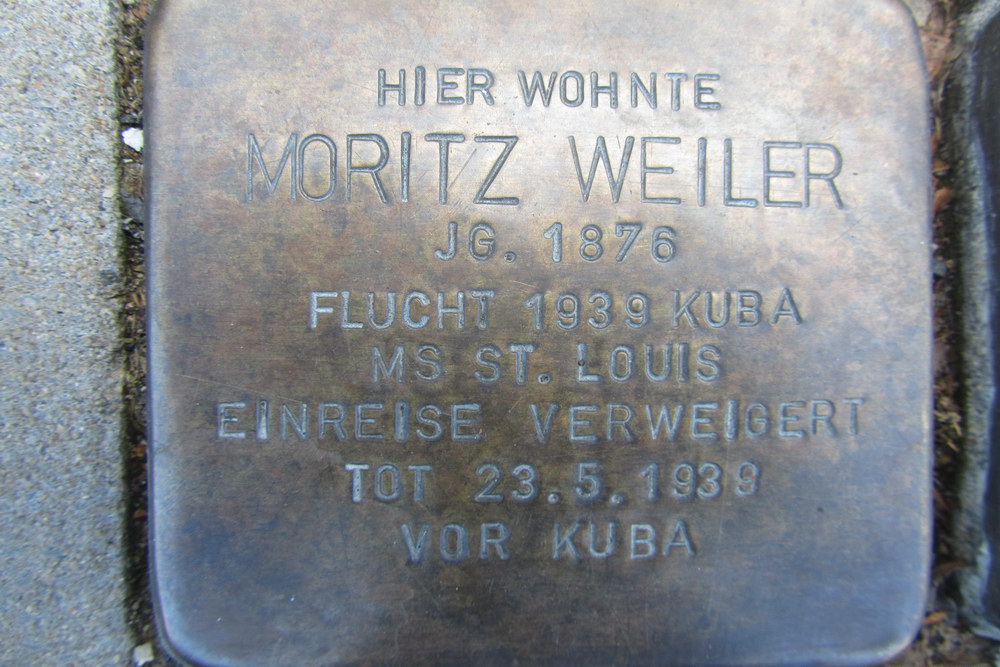 HIER WOHNTE
MORITZ WEILER
JG. 1876
FLUCHT 1939 KUBA
MS ST. LOUIS
EINREISE VERWEIGERT
TOT 23.5.1939
VOR KUBA